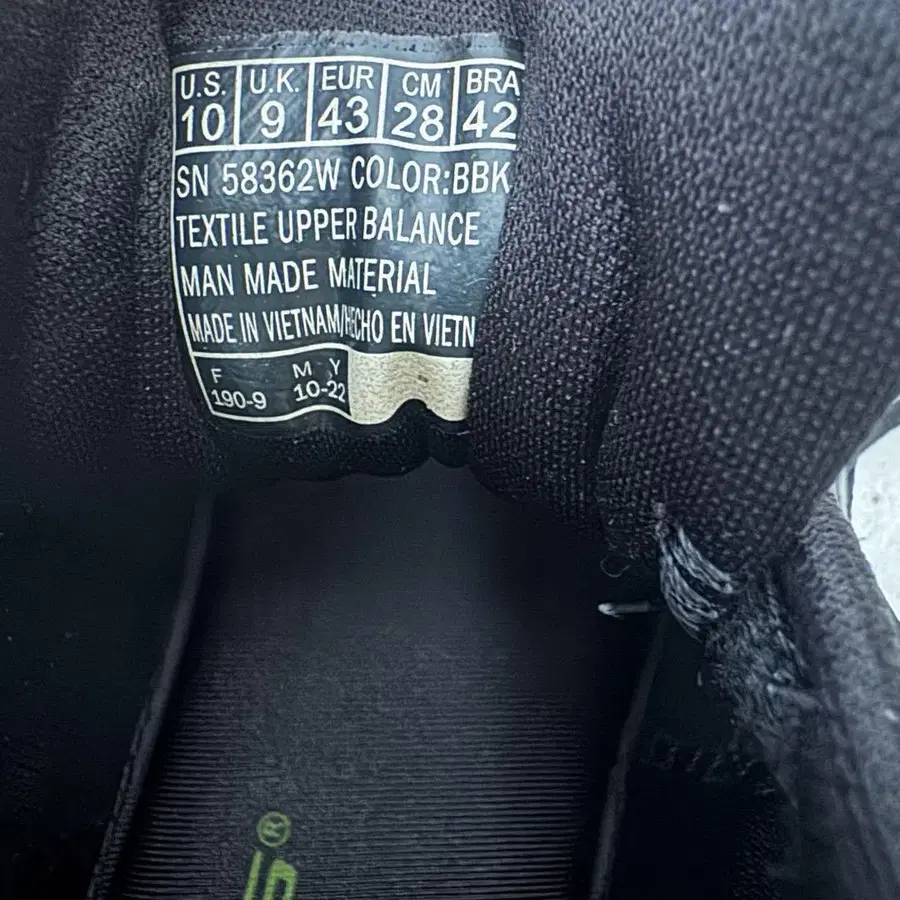 U.S. U.K. EUR CM BRA
10 9 43 28 42
SN 58362W COLOR:BBK
TEXTILE UPPER BALANCE
MAN MADE MATERIAL
MADE IN VIETNAM/HECHO EN VIETN
F M Y
190-9 10-22
®